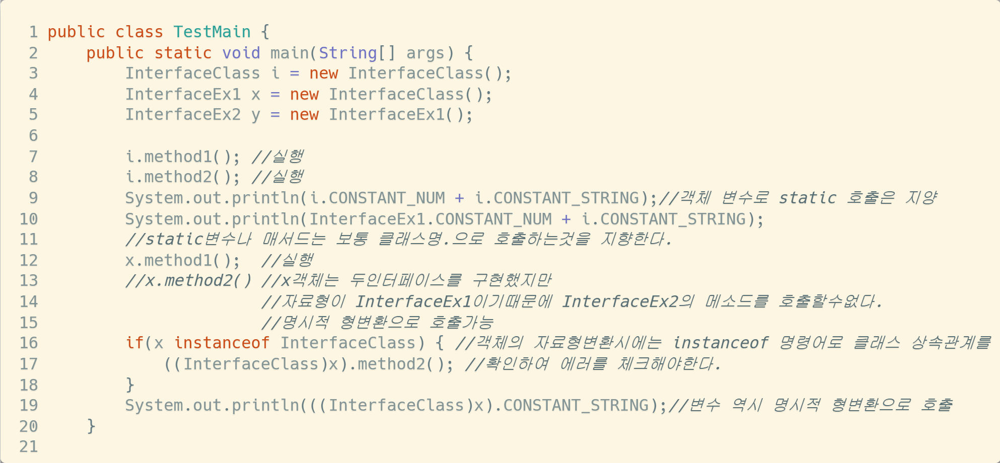 1 public class TestMain {
2     public static void main(String[] args) {
3         InterfaceClass i = new InterfaceClass();
4         InterfaceEx1 x = new InterfaceClass();
5         InterfaceEx2 y = new InterfaceEx1();
6
7         i.method1(); //실행
8         i.method2(); //실행
9         System.out.println(i.CONSTANT_NUM + i.CONSTANT_STRING);//객체 변수로 static 호출은 지양
10         System.out.println(InterfaceEx1.CONSTANT_NUM + i.CONSTANT_STRING);
11         //static변수나 매서드는 보통 클래스명.으로 호출하는것을 지향한다.
12         x.method1();  //실행
13         //x.method2() //x객체는 두인터페이스를 구현했지만
14                       //자료형이 InterfaceEx1이기때문에 InterfaceEx2의 메소드를 호출할수없다.
15                       //명시적 형변환으로 호출가능
16         if(x instanceof InterfaceClass) { //객체의 자료형변환시에는 instanceof 명령어로 클래스 상속관계를
17             ((InterfaceClass)x).method2(); //확인하여 에러를 체크해야한다.
18         }
19         System.out.println(((InterfaceClass)x).CONSTANT_STRING);//변수 역시 명시적 형변환으로 호출
20     }
21